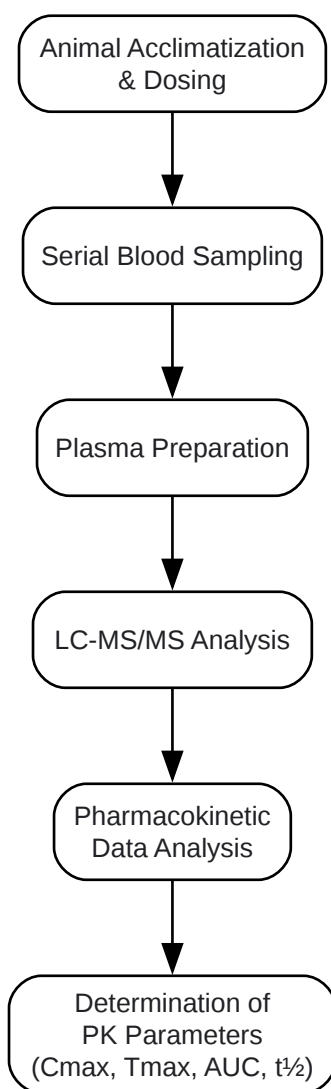 Animal Acclimatization
& Dosing
Serial Blood Sampling
Plasma Preparation
LC-MS/MS Analysis
Pharmacokinetic
Data Analysis
Determination of
PK Parameters
(Cmax, Tmax, AUC, t½)